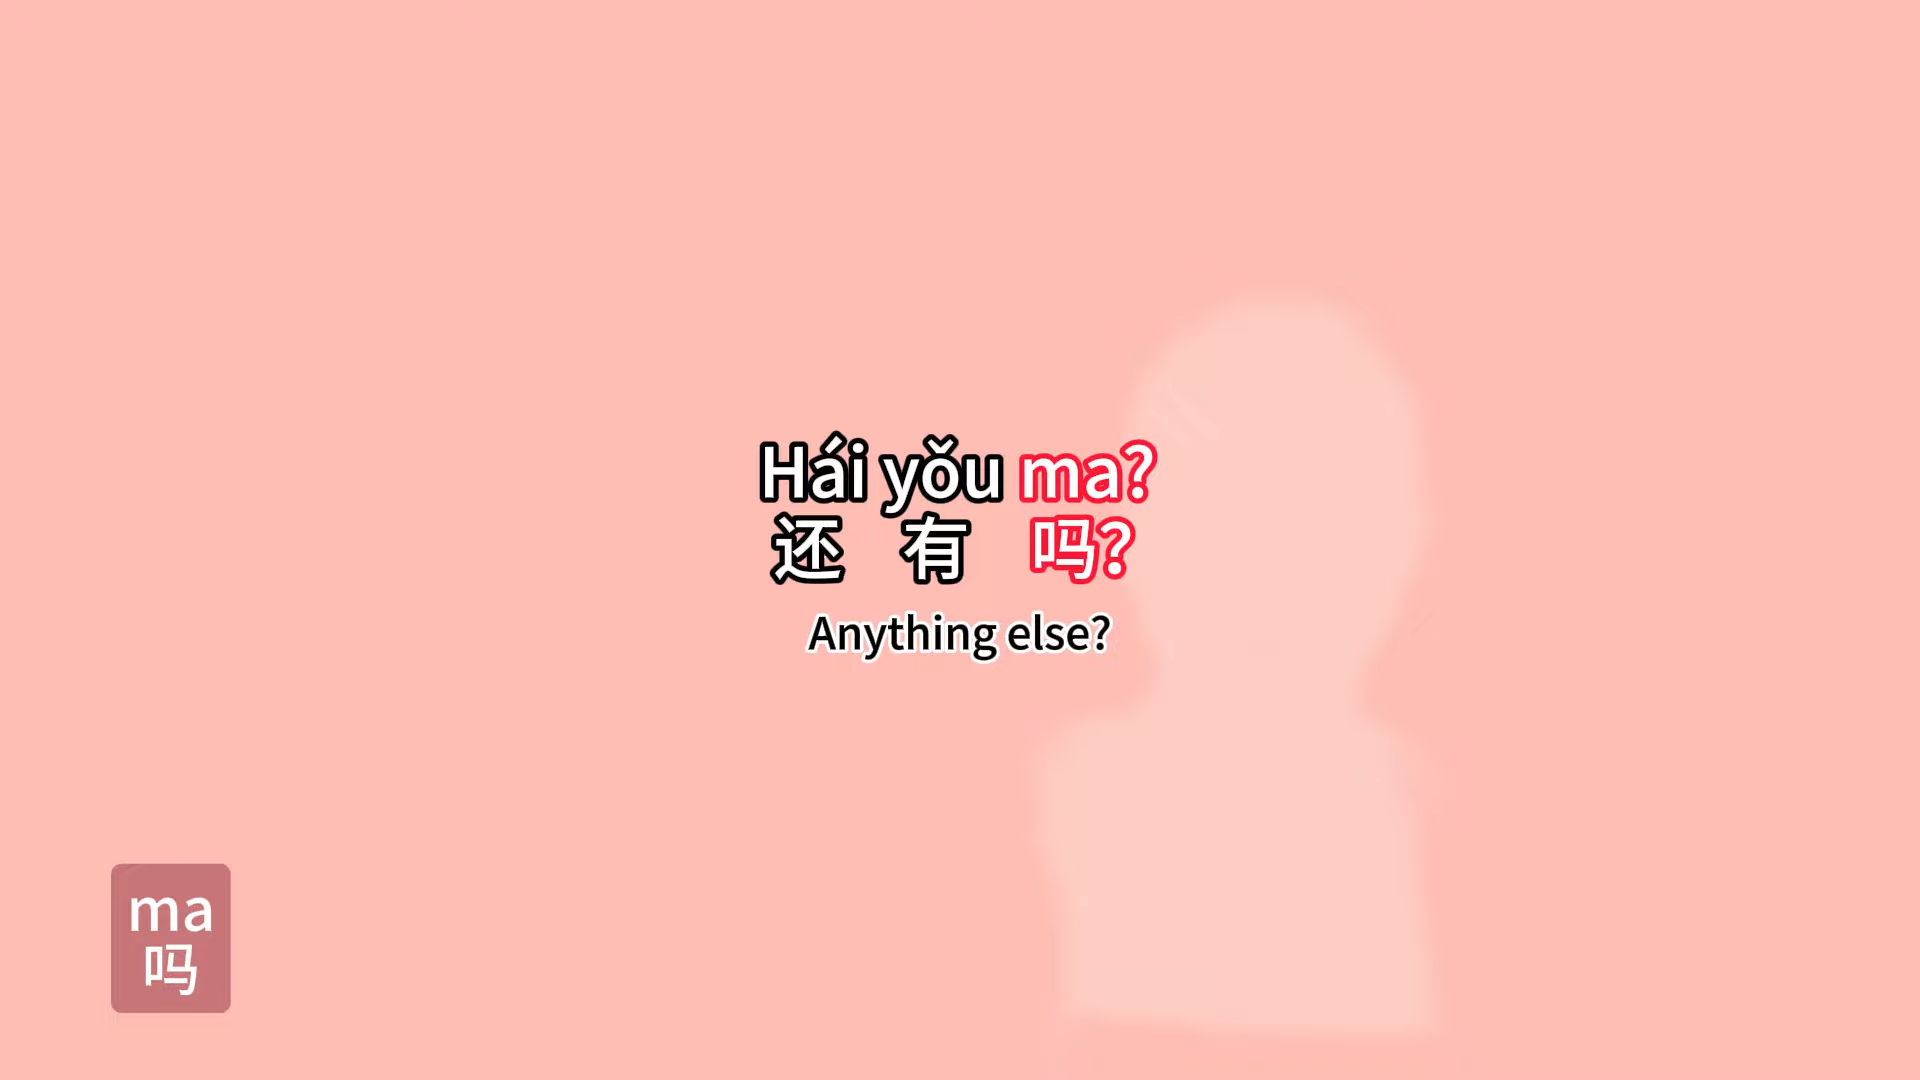 Hái yǒu ma?
还 有 吗?
Anything else?
ma
吗